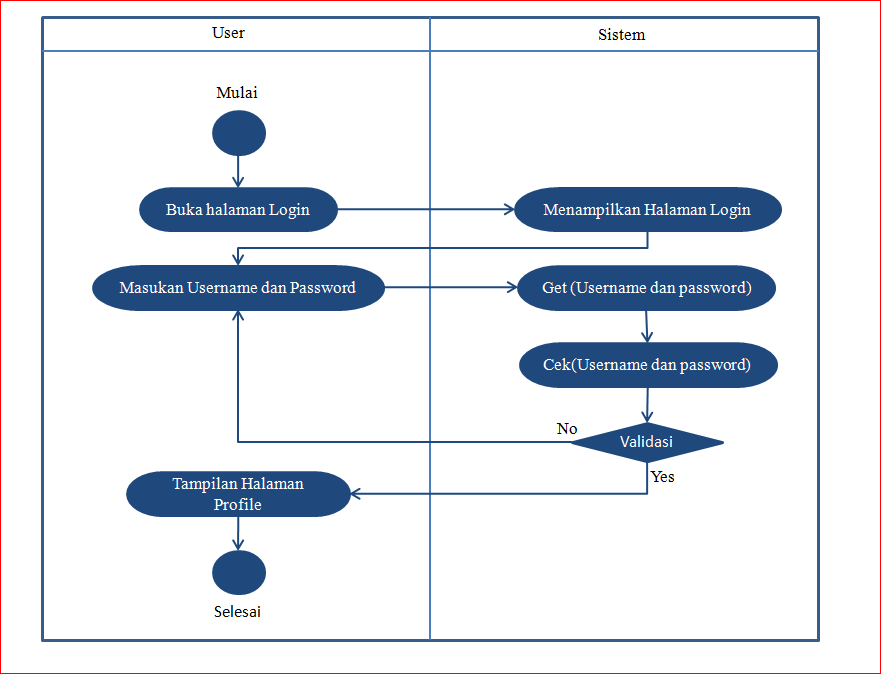 User
Sistem
Mulai
Buka halaman Login
Menampilkan Halaman Login
Masukan Username dan Password
Get (Username dan password)
Cek(Username dan password)
No
Validasi
Yes
Tampilan Halaman
Profile
Selesai